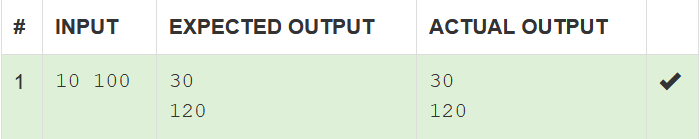 # INPUT EXPECTED OUTPUT ACTUAL OUTPUT
1 10 100 30 30
120 120